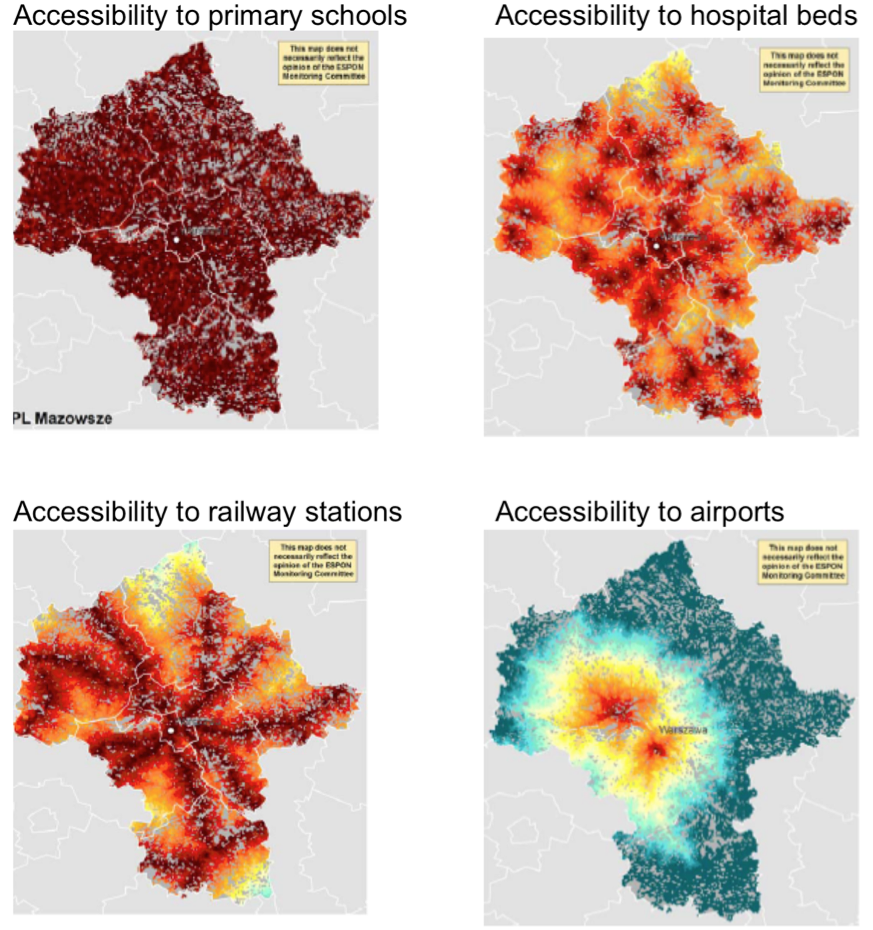 Accessibility to primary schools
Accessibility to hospital beds
This map does not
necessarily reflect the
opinion of the ESPON
Monitoring Committee
This map does not
necessarily reflect the
opinion of the ESPON
Monitoring Committee
PL Mazowsze
Accessibility to railway stations
Accessibility to airports
This map does not
necessarily reflect the
opinion of the ESPON
Monitoring Committee
This map does not
necessarily reflect the
opinion of the ESPON
Monitoring Committee
Warszawa